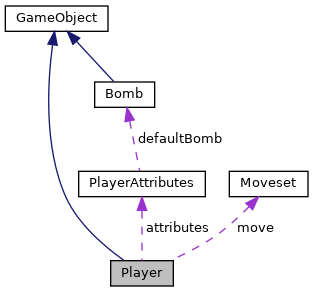 GameObject
Bomb
defaultBomb
PlayerAttributes
Moveset
attributes
move
Player